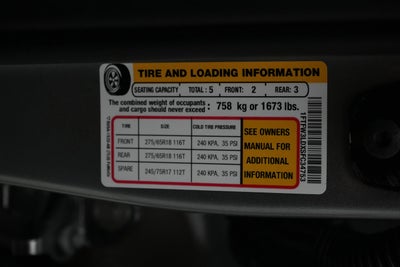 TIRE AND LOADING INFORMATION
SEATING CAPACITY TOTAL : 5 FRONT: 2 REAR: 3
The combined weight of occupants
and cargo should never exceed : 758 kg or 1673 lbs.
TIRE SIZE COLD TIRE PRESSURE
FRONT 275/65R18 116T 240 KPA, 35 PSI
REAR 275/65R18 116T 240 KPA, 35 PSI
SPARE 245/75R17 112T 240 KPA, 35 PSI
SEE OWNERS
MANUAL FOR
ADDITIONAL
INFORMATION